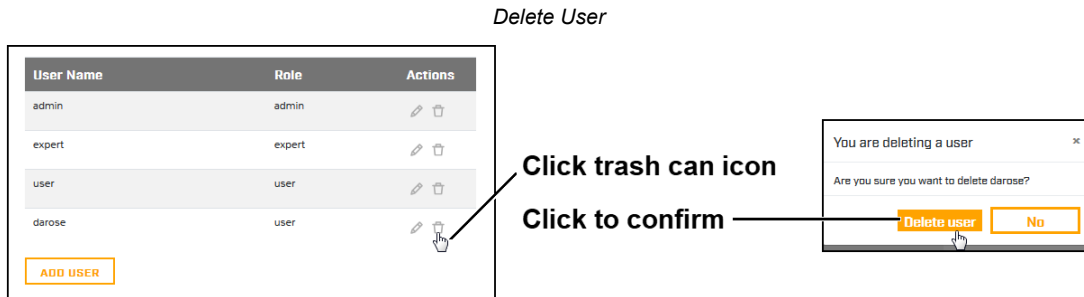 Delete User
User Name Role Actions
admin admin
expert expert
user user
darose user
ADD USER
Click trash can icon
Click to confirm
You are deleting a user ×
Are you sure you want to delete darose?
Delete user No